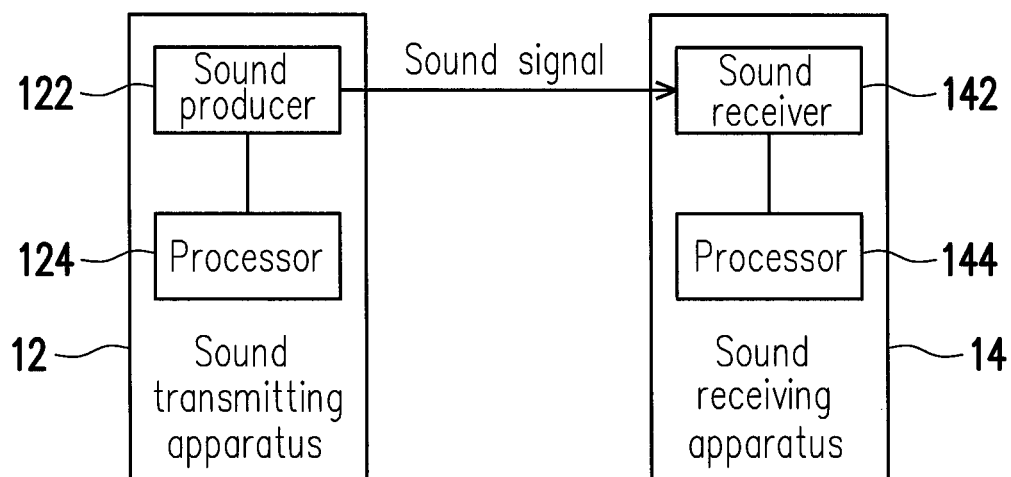 122
Sound
producer
Sound signal
Sound
receiver
142
124
Processor
Processor
144
12
Sound
transmitting
apparatus
Sound
receiving
apparatus
14